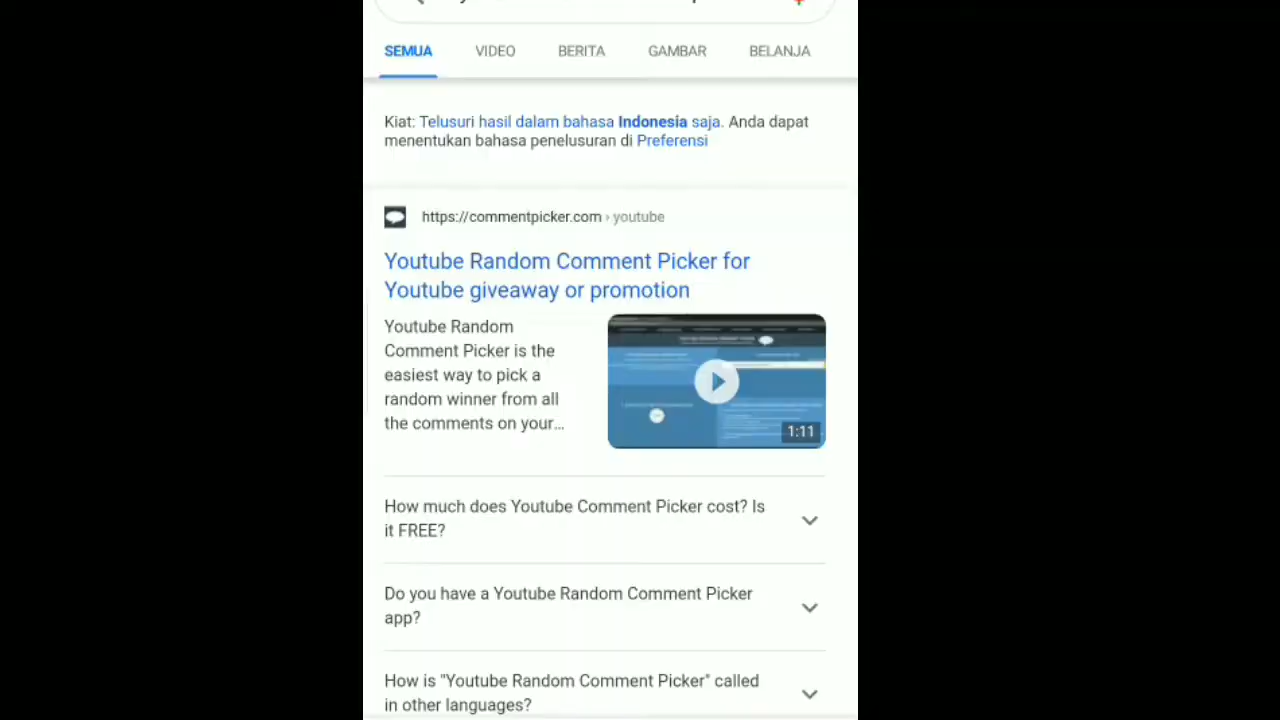 SEMUA VIDEO BERITA GAMBAR BELANJA
Kiat: Telusuri hasil dalam bahasa Indonesia saja. Anda dapat
menentukan bahasa penelusuran di Preferensi
https://commentpicker.com › youtube
Youtube Random Comment Picker for
Youtube giveaway or promotion
Youtube Random
Comment Picker is the
easiest way to pick a
random winner from all
the comments on your...
1:11
How much does Youtube Comment Picker cost? Is
it FREE?
Do you have a Youtube Random Comment Picker
app?
How is "Youtube Random Comment Picker" called
in other languages?